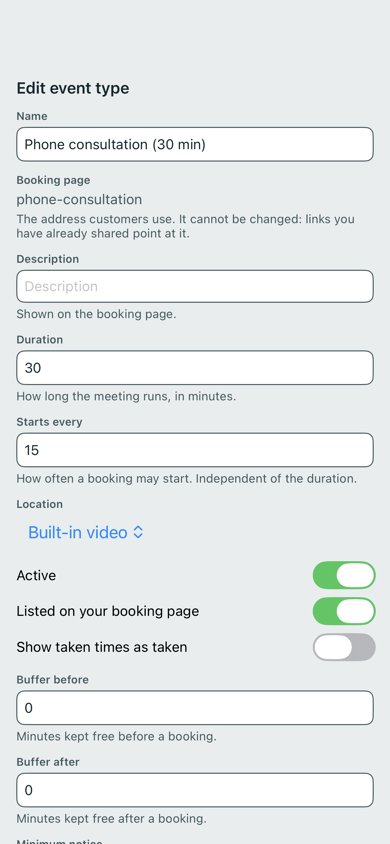 Edit event type
Name
Phone consultation (30 min)
Booking page
phone-consultation
The address customers use. It cannot be changed: links you
have already shared point at it.
Description
Description
Shown on the booking page.
Duration
30
How long the meeting runs, in minutes.
Starts every
15
How often a booking may start. Independent of the duration.
Location
Built-in video
Active
Listed on your booking page
Show taken times as taken
Buffer before
0
Minutes kept free before a booking.
Buffer after
0
Minutes kept free after a booking.
Minimum notice